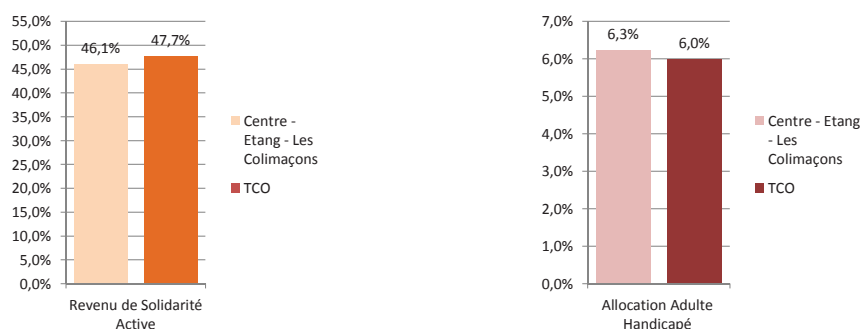 55,0%
50,0%
45,0%
40,0%
35,0%
30,0%
25,0%
20,0%
15,0%
10,0%
5,0%
0,0%
46,1%
47,7%
Revenu de Solidarité
Active
Centre -
Etang - Les
Colimaçons
TCO
7,0%
6,0%
5,0%
4,0%
3,0%
2,0%
1,0%
0,0%
6,3%
6,0%
Allocation Adulte
Handicapé
Centre - Etang
- Les
Colimaçons
TCO